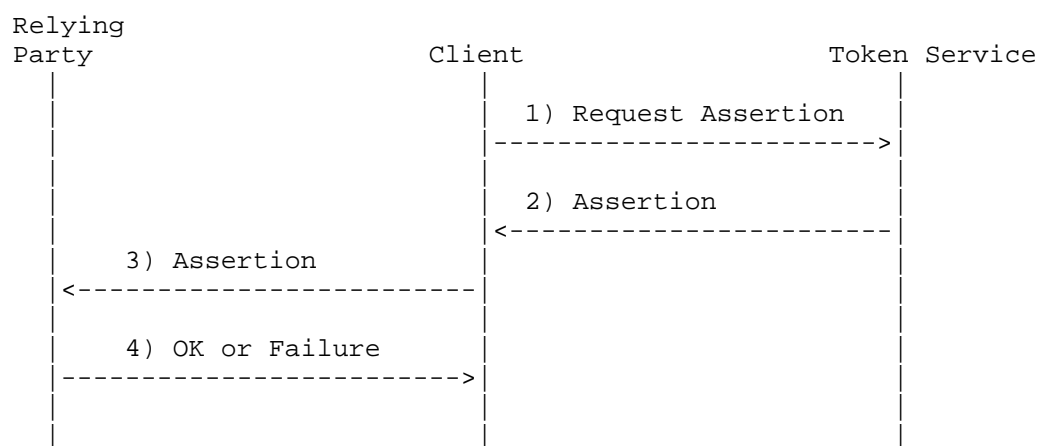 Relying
Party Client Token Service
1) Request Assertion
2) Assertion
3) Assertion
4) OK or Failure